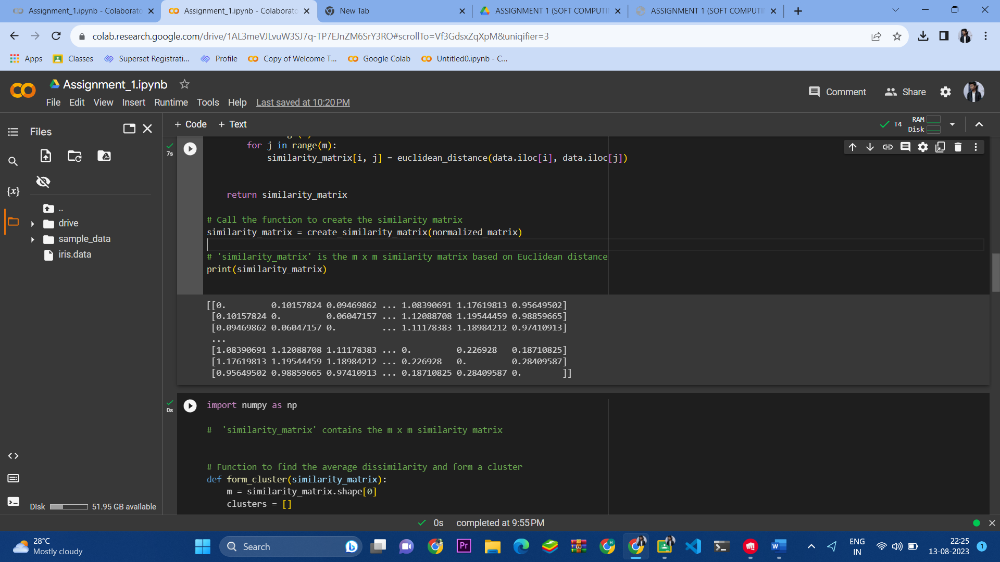 Assignment_1.ipynb - Colaborato
Assignment_1.ipynb - Colaborato
New Tab
ASSIGNMENT 1 (SOFT COMPUTI
ASSIGNMENT 1 (SOFT COMPUTI
colab.research.google.com/drive/1AL3meVJLvuW3SJ7q-TP7EJnZM6SrY3RO#scrollTo=Vf3GdsxZqXpM&uniqifier=3
Apps
Classes
Superset Registrati...
Profile
Copy of Welcome T...
Google Colab
Untitled0.ipynb - C...
Assignment_1.ipynb
File Edit View Insert Runtime Tools Help Last saved at 10:20 PM
Comment
Share
+ Code + Text
T4
RAM
Disk
Files
{x}
..
drive
sample_data
iris.data
Disk 51.95 GB available
7s
for j in range(m):
similarity_matrix[i, j] = euclidean_distance(data.iloc[i], data.iloc[j])
return similarity_matrix
# Call the function to create the similarity matrix
similarity_matrix = create_similarity_matrix(normalized_matrix)
# 'similarity_matrix' is the m x m similarity matrix based on Euclidean distance
print(similarity_matrix)
[[0. 0.10157824 0.09469862 ... 1.08390691 1.17619813 0.95649502]
[0.10157824 0. 0.06047157 ... 1.12088708 1.19544459 0.98859665]
[0.09469862 0.06047157 0. ... 1.11178383 1.18984212 0.97410913]
...
[1.08390691 1.12088708 1.11178383 ... 0. 0.226928 0.18710825]
[1.17619813 1.19544459 1.18984212 ... 0.226928 0. 0.28409587]
[0.95649502 0.98859665 0.97410913 ... 0.18710825 0.28409587 0. ]]
0s
import numpy as np
# 'similarity_matrix' contains the m x m similarity matrix
# Function to find the average dissimilarity and form a cluster
def form_cluster(similarity_matrix):
m = similarity_matrix.shape[0]
clusters = []
0s completed at 9:55 PM
28°C
Mostly cloudy
Search
Pr
H
W
ENG
IN
22:25
13-08-2023
1